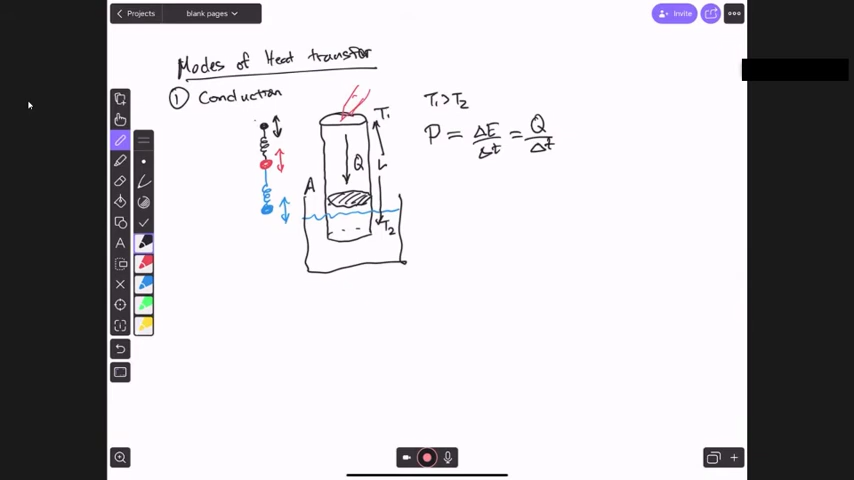 Projects
blank pages
Invite
Modes of Heat transfer
① Conduction
T₁
T₁>T₂
P = ΔE/Δt = Q/Δt
Q
L
A
T₂